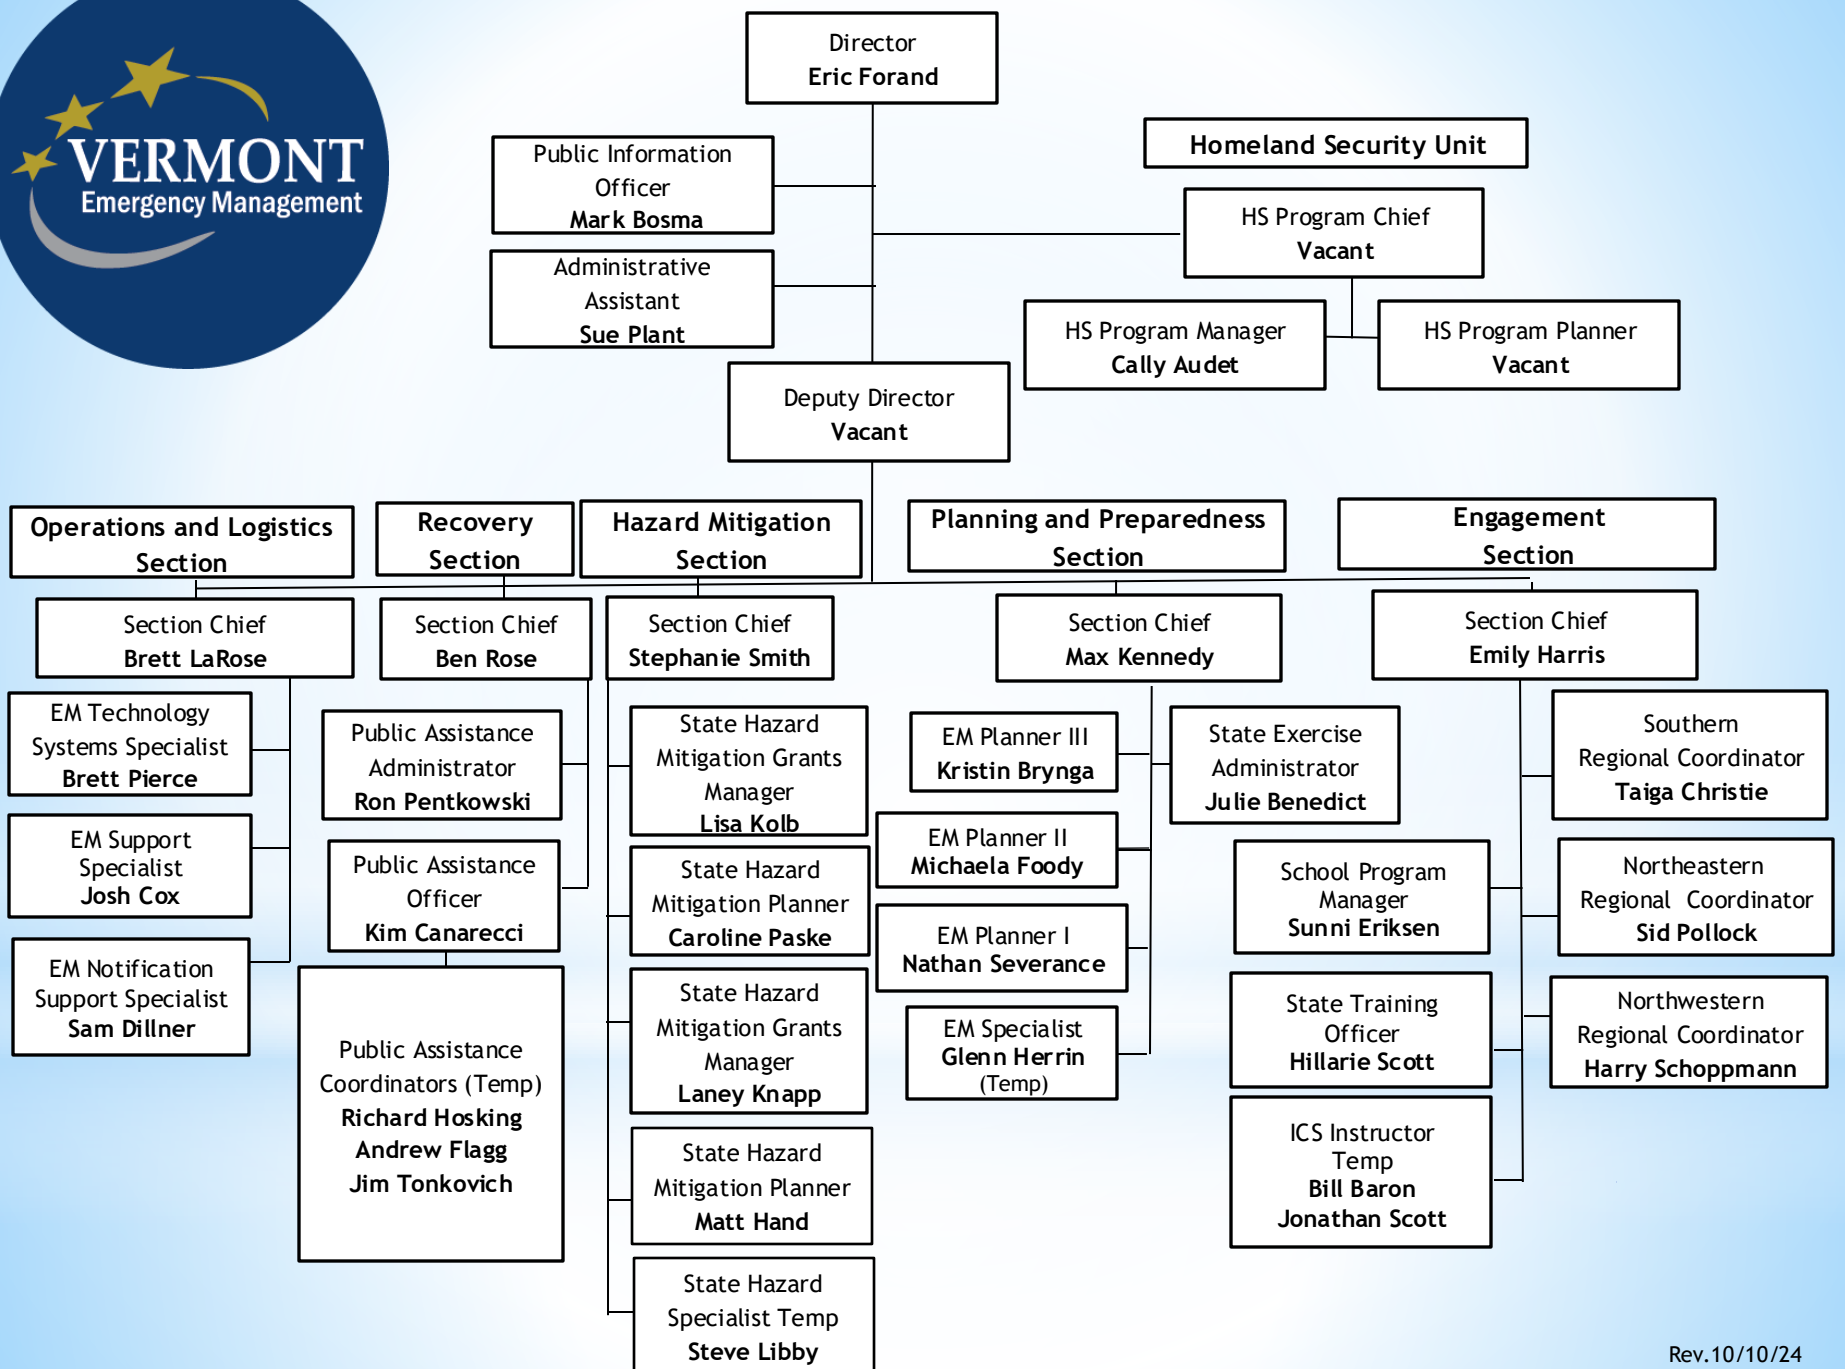 VERMONT
Emergency Management
Director
Eric Forand
Public Information
Officer
Mark Bosma
Administrative
Assistant
Sue Plant
Homeland Security Unit
HS Program Chief
Vacant
HS Program Manager
Cally Audet
HS Program Planner
Vacant
Deputy Director
Vacant
Operations and Logistics
Section
Section Chief
Brett LaRose
EM Technology
Systems Specialist
Brett Pierce
EM Support
Specialist
Josh Cox
EM Notification
Support Specialist
Sam Dillner
Recovery
Section
Section Chief
Ben Rose
Public Assistance
Administrator
Ron Pentkowski
Public Assistance
Officer
Kim Canarecci
Public Assistance
Coordinators (Temp)
Richard Hosking
Andrew Flagg
Jim Tonkovich
Hazard Mitigation
Section
Section Chief
Stephanie Smith
State Hazard
Mitigation Grants
Manager
Lisa Kolb
State Hazard
Mitigation Planner
Caroline Paske
State Hazard
Mitigation Grants
Manager
Laney Knapp
State Hazard
Mitigation Planner
Matt Hand
State Hazard
Specialist Temp
Steve Libby
Planning and Preparedness
Section
Section Chief
Max Kennedy
EM Planner III
Kristin Brynga
EM Planner II
Michaela Foody
EM Planner I
Nathan Severance
EM Specialist
Glenn Herrin
(Temp)
State Exercise
Administrator
Julie Benedict
Engagement
Section
Section Chief
Emily Harris
School Program
Manager
Sunni Eriksen
State Training
Officer
Hillarie Scott
ICS Instructor
Temp
Bill Baron
Jonathan Scott
Southern
Regional Coordinator
Taiga Christie
Northeastern
Regional Coordinator
Sid Pollock
Northwestern
Regional Coordinator
Harry Schoppmann
Rev.10/10/24